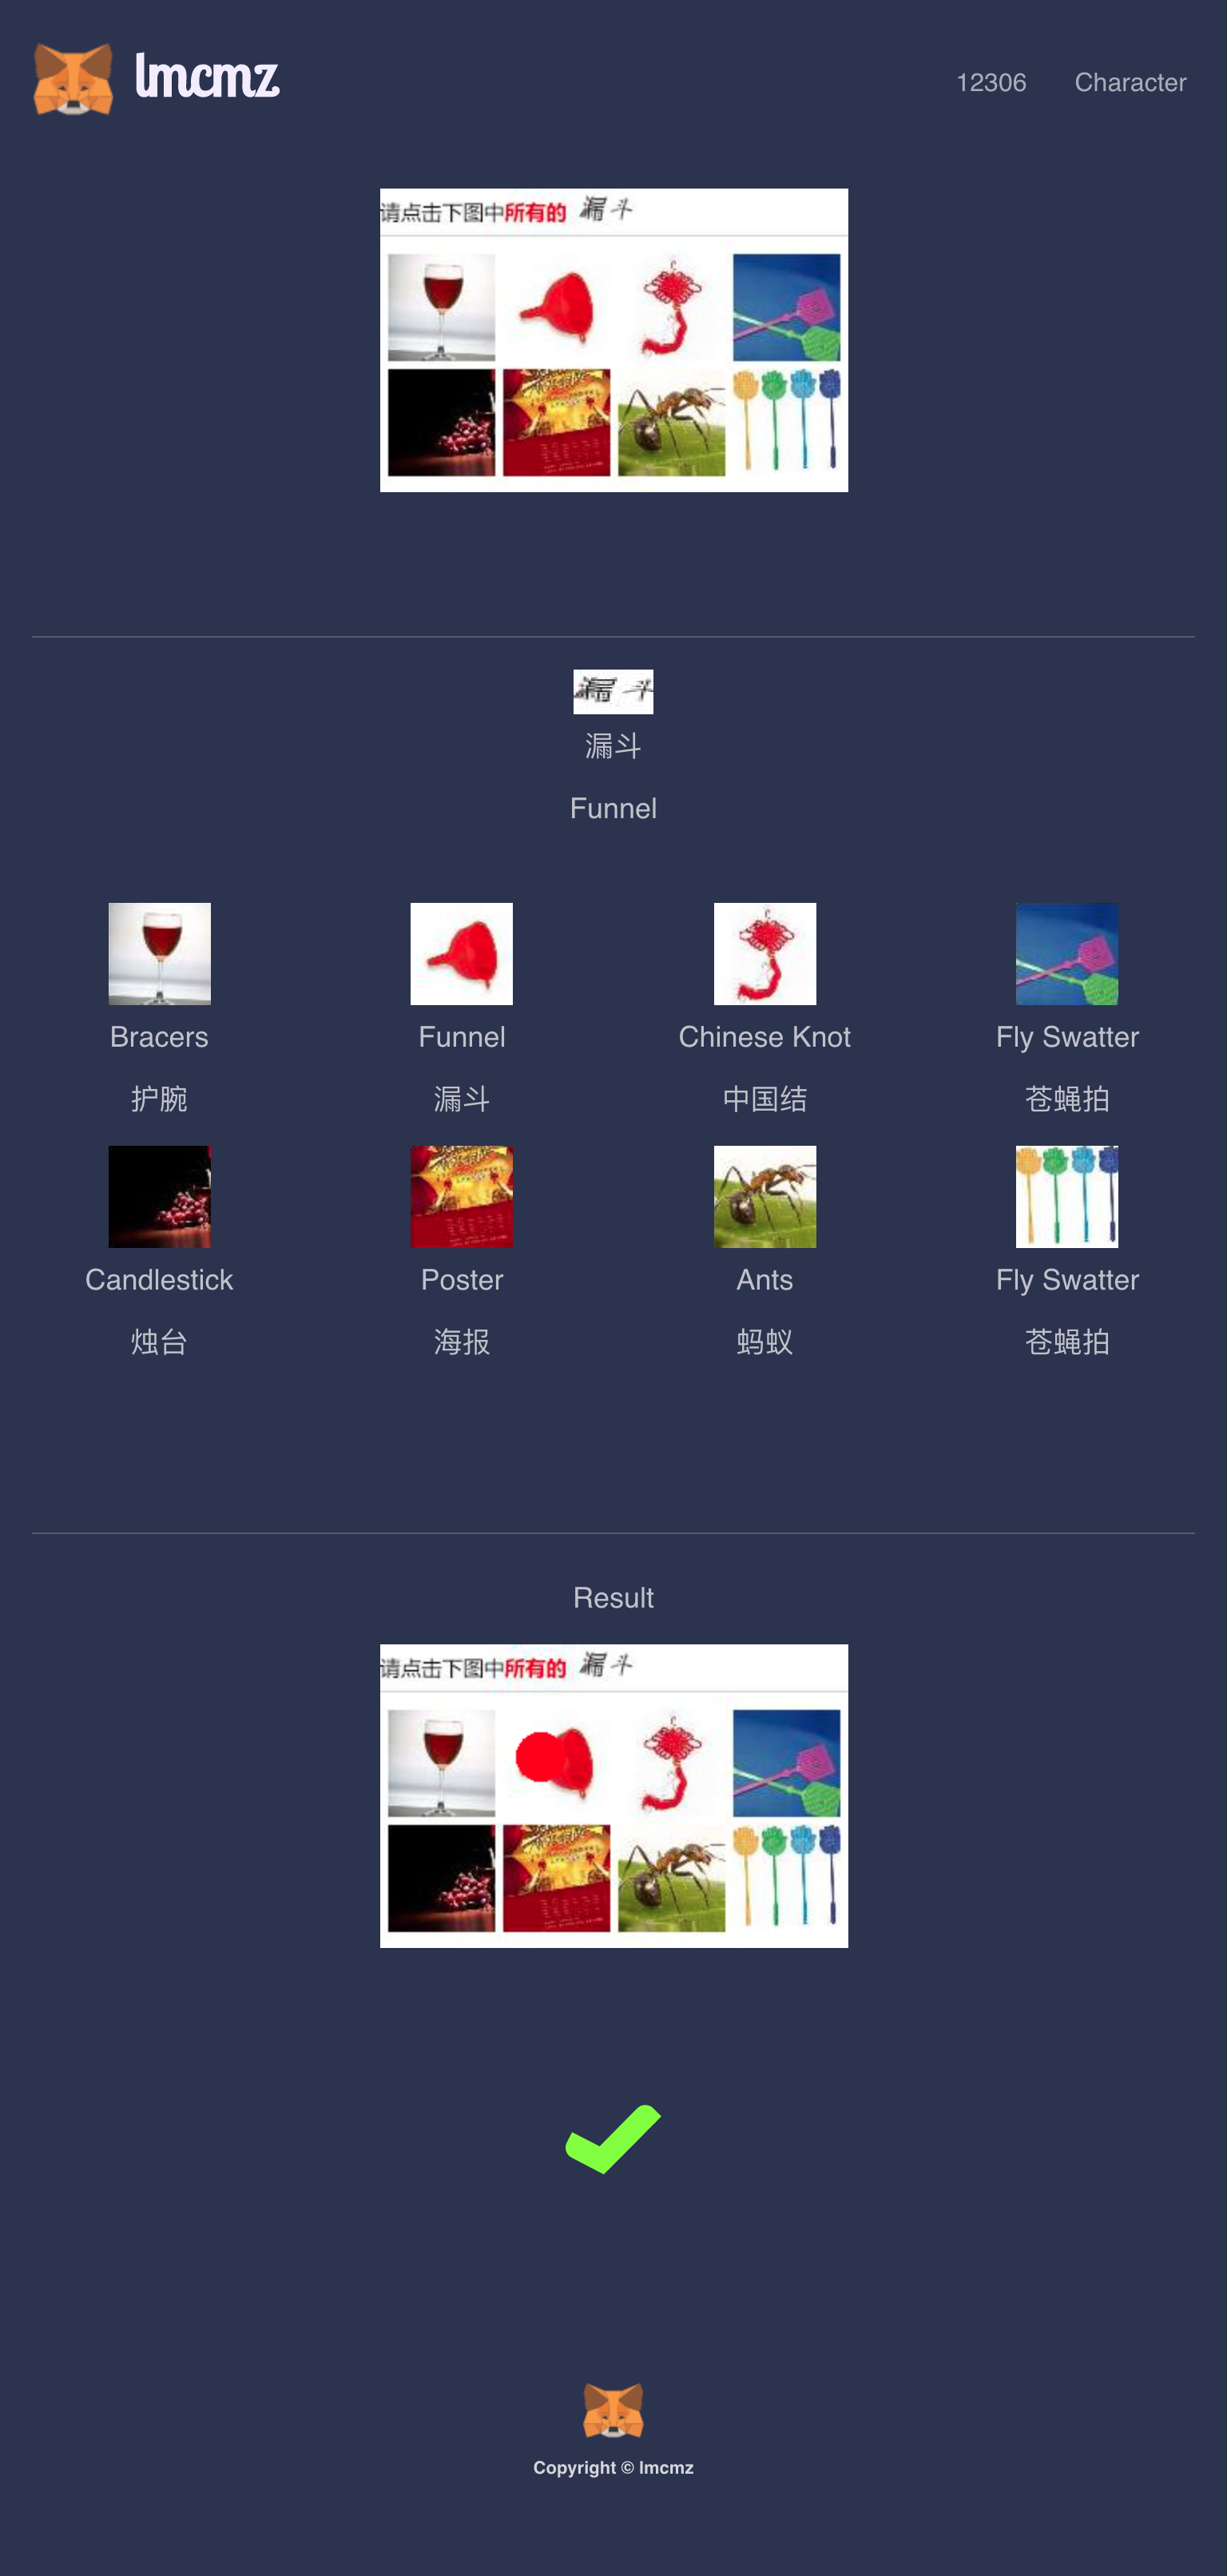 lmcmz
12306 Character
请点击下图中所有的 漏斗
漏斗
漏斗
Funnel
Bracers Funnel Chinese Knot Fly Swatter
护腕 漏斗 中国结 苍蝇拍
Candlestick Poster Ants Fly Swatter
烛台 海报 蚂蚁 苍蝇拍
Result
请点击下图中所有的 漏斗
Copyright © lmcmz